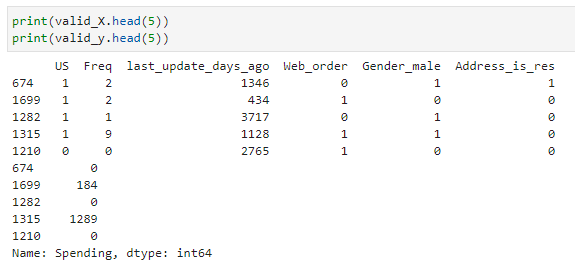 print(valid_X.head(5))
print(valid_y.head(5))
US Freq last_update_days_ago Web_order Gender_male Address_is_res
674 1 2 1346 0 1 1
1699 1 2 434 1 0 0
1282 1 1 3717 0 1 0
1315 1 9 1128 1 1 0
1210 0 0 2765 1 0 0
674 0
1699 184
1282 0
1315 1289
1210 0
Name: Spending, dtype: int64